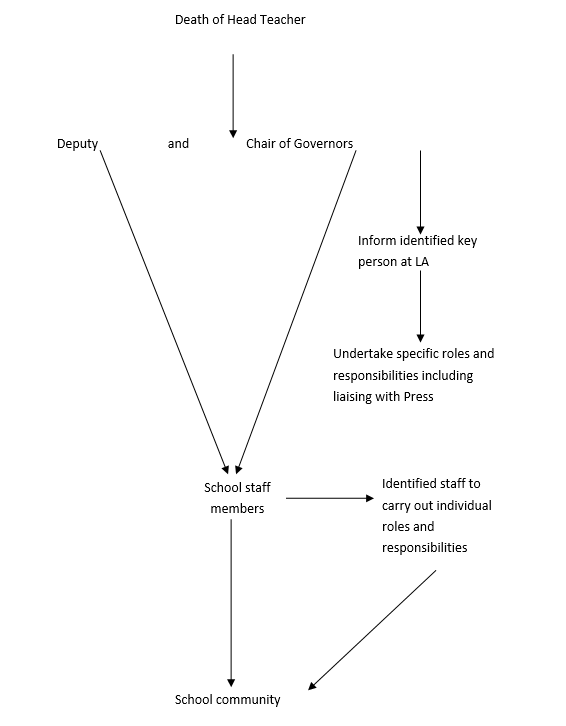 Death of Head Teacher
Deputy and Chair of Governors
Inform identified key
person at LA
Undertake specific roles and
responsibilities including
liaising with Press
School staff
members
Identified staff to
carry out individual
roles and
responsibilities
School community